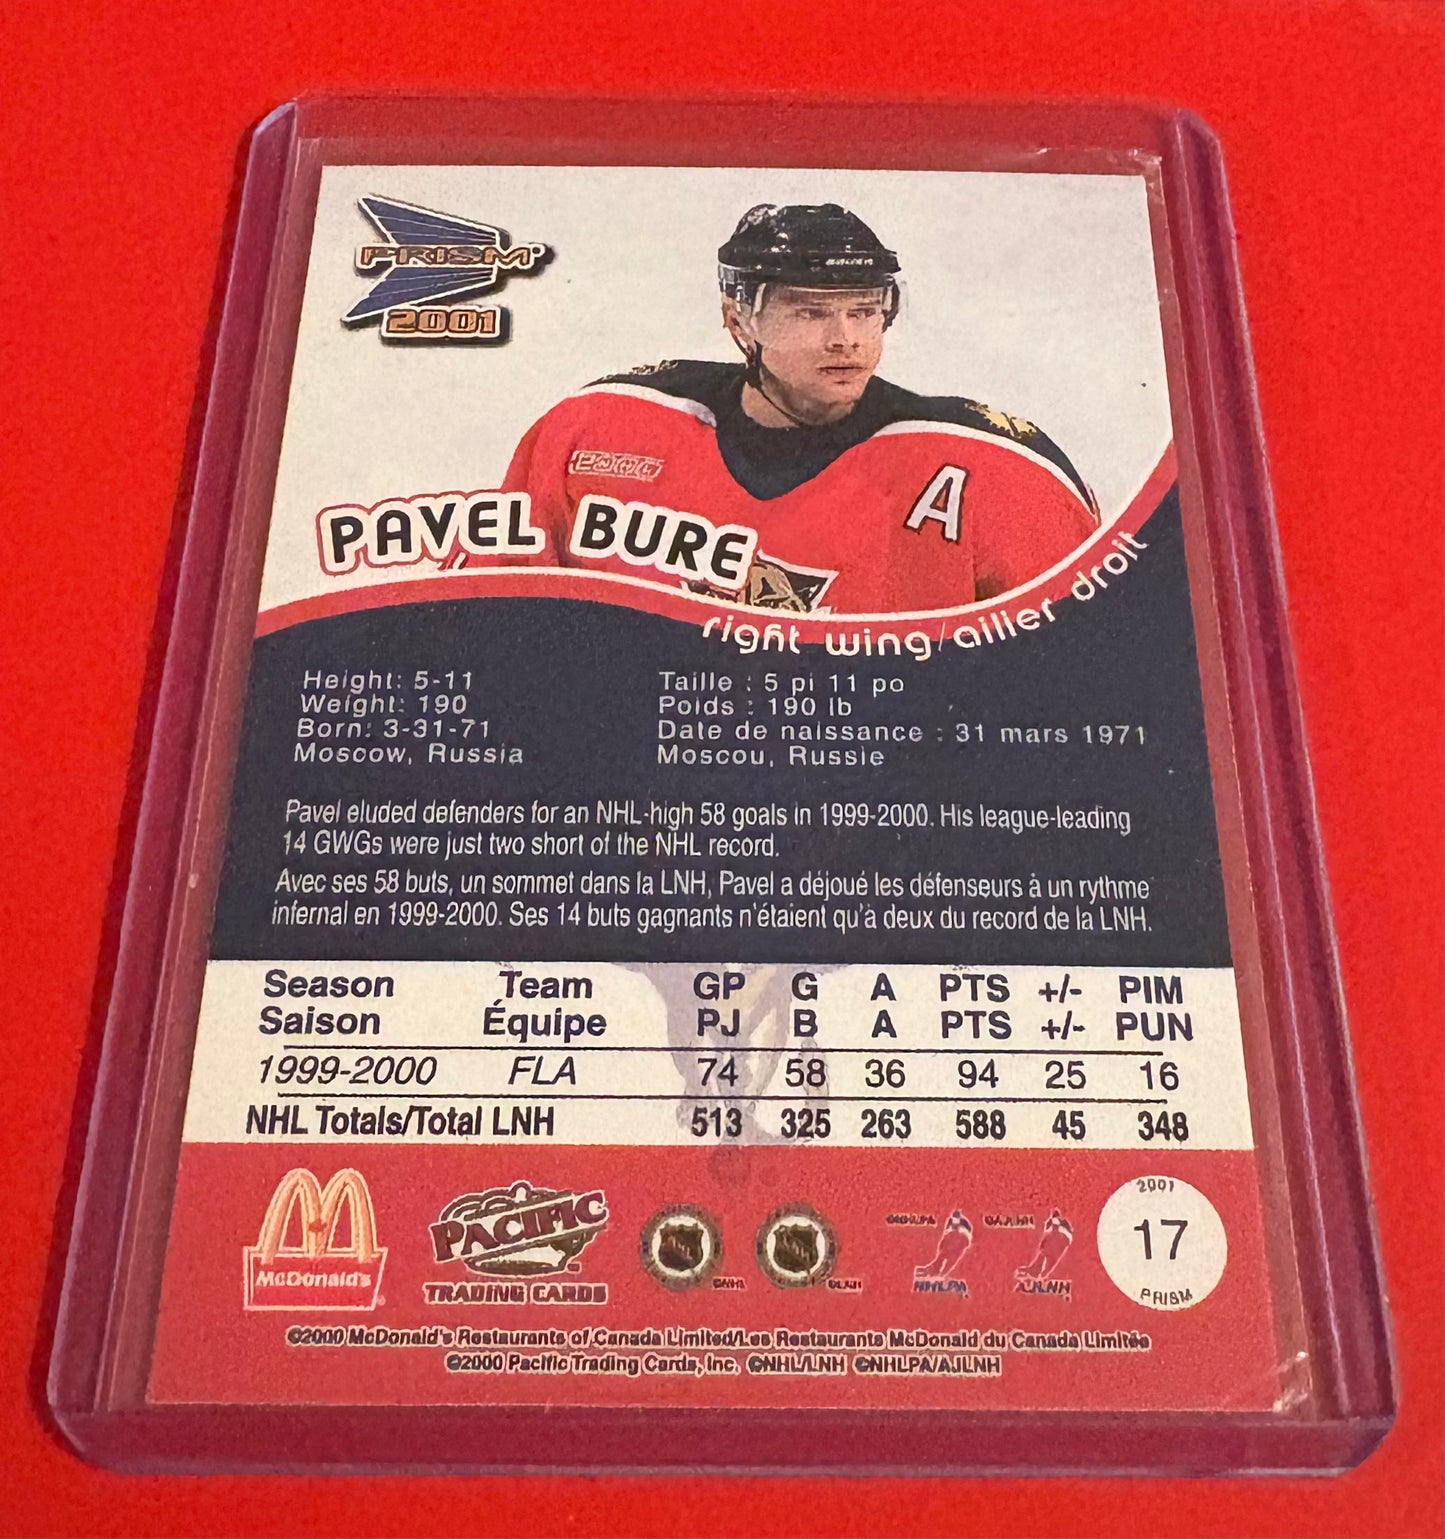 PRISM
2001
A
PAVEL BURE
right wing/ailier droit
Height: 5-11
Weight: 190
Born: 3-31-71
Moscow, Russia
Taille : 5 pi 11 po
Poids : 190 lb
Date de naissance : 31 mars 1971
Moscou, Russie
Pavel eluded defenders for an NHL-high 58 goals in 1999-2000. His league-leading
14 GWGs were just two short of the NHL record.
Avec ses 58 buts, un sommet dans la LNH, Pavel a déjoué les défenseurs à un rythme
infernal en 1999-2000. Ses 14 buts gagnants n'étaient qu'à deux du record de la LNH.
Season Team GP G A PTS +/- PIM
Saison Équipe PJ B A PTS +/- PUN
1999-2000 FLA 74 58 36 94 25 16
NHL Totals/Total LNH 513 325 263 588 45 348
McDonald's
PACIFIC
TRADING CARDS
NHL
NHLPA
AJLNH
2001
17
PRISM
©2000 McDonald's Restaurants of Canada Limited/Les Restaurants McDonald du Canada Limitée
©2000 Pacific Trading Cards, Inc. ©NHL/LNH ©NHLPA/AJLNH